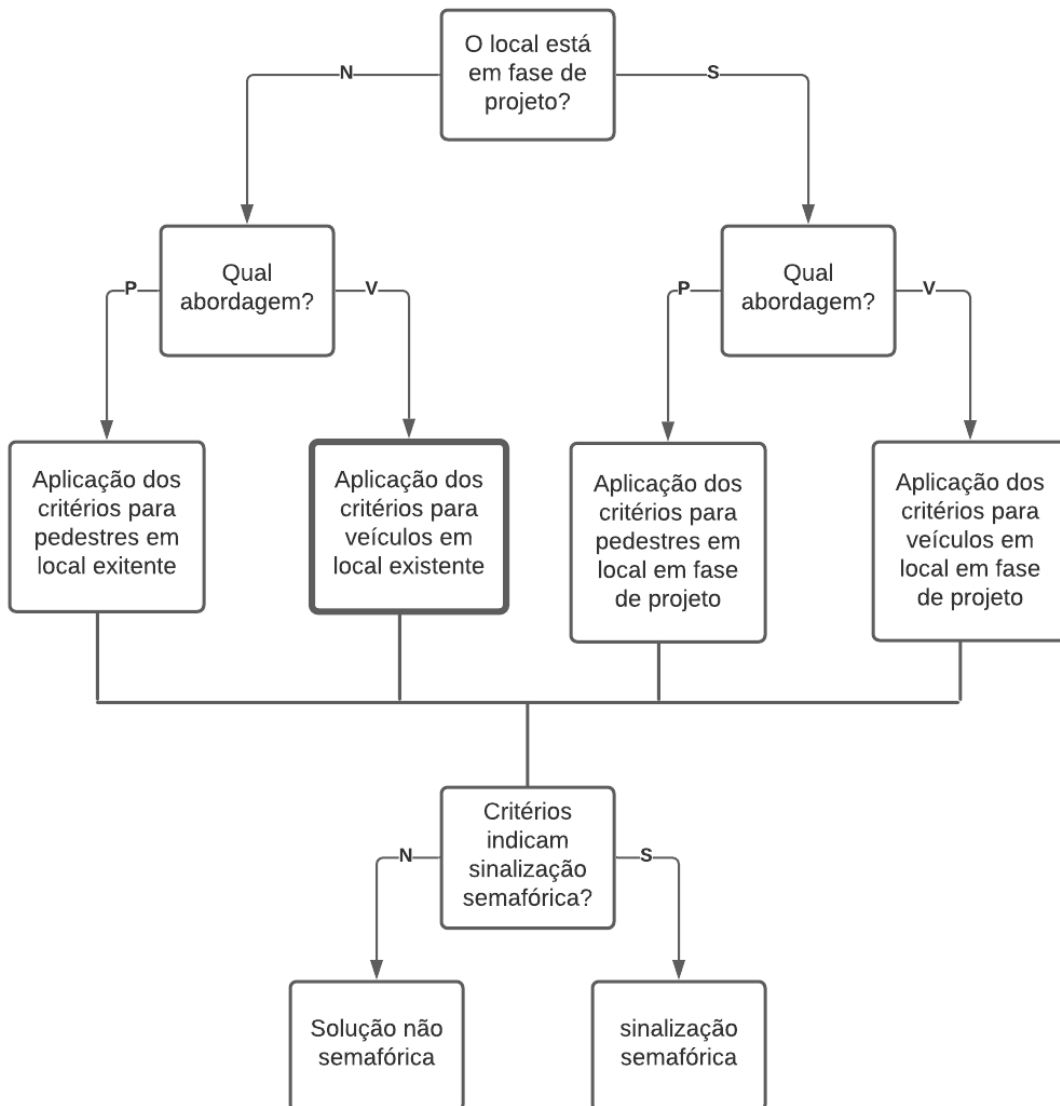 O local está
em fase de
projeto?
N
S
Qual
abordagem?
Qual
abordagem?
P
V
P
V
Aplicação dos
critérios para
pedestres em
local exitente
Aplicação dos
critérios para
veículos em
local existente
Aplicação dos
critérios para
pedestres em
local em fase
de projeto
Aplicação dos
critérios para
veículos em
local em fase
de projeto
Critérios
indicam
sinalização
semafórica?
N
S
Solução não
semafórica
sinalização
semafórica